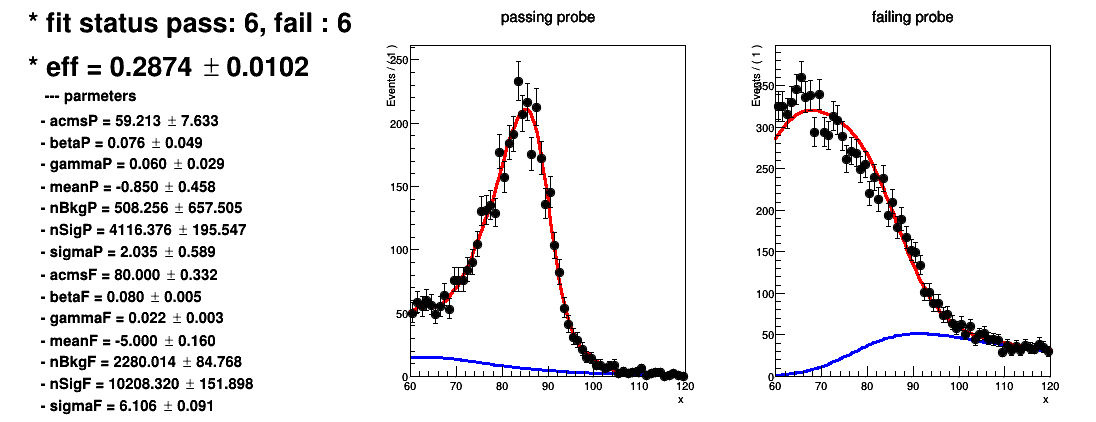 * fit status pass: 6, fail : 6
* eff = 0.2874 ± 0.0102
--- parmeters
- acmsP = 59.213 ± 7.633
- betaP = 0.076 ± 0.049
- gammaP = 0.060 ± 0.029
- meanP = -0.850 ± 0.458
- nBkgP = 508.256 ± 657.505
- nSigP = 4116.376 ± 195.547
- sigmaP = 2.035 ± 0.589
- acmsF = 80.000 ± 0.332
- betaF = 0.080 ± 0.005
- gammaF = 0.022 ± 0.003
- meanF = -5.000 ± 0.160
- nBkgF = 2280.014 ± 84.768
- nSigF = 10208.320 ± 151.898
- sigmaF = 6.106 ± 0.091
passing probe
Events / ( 1 )
250
200
150
100
50
0
60 70 80 90 100 110 120
x
failing probe
Events / ( 1 )
350
300
250
200
150
100
50
0
60 70 80 90 100 110 120
x